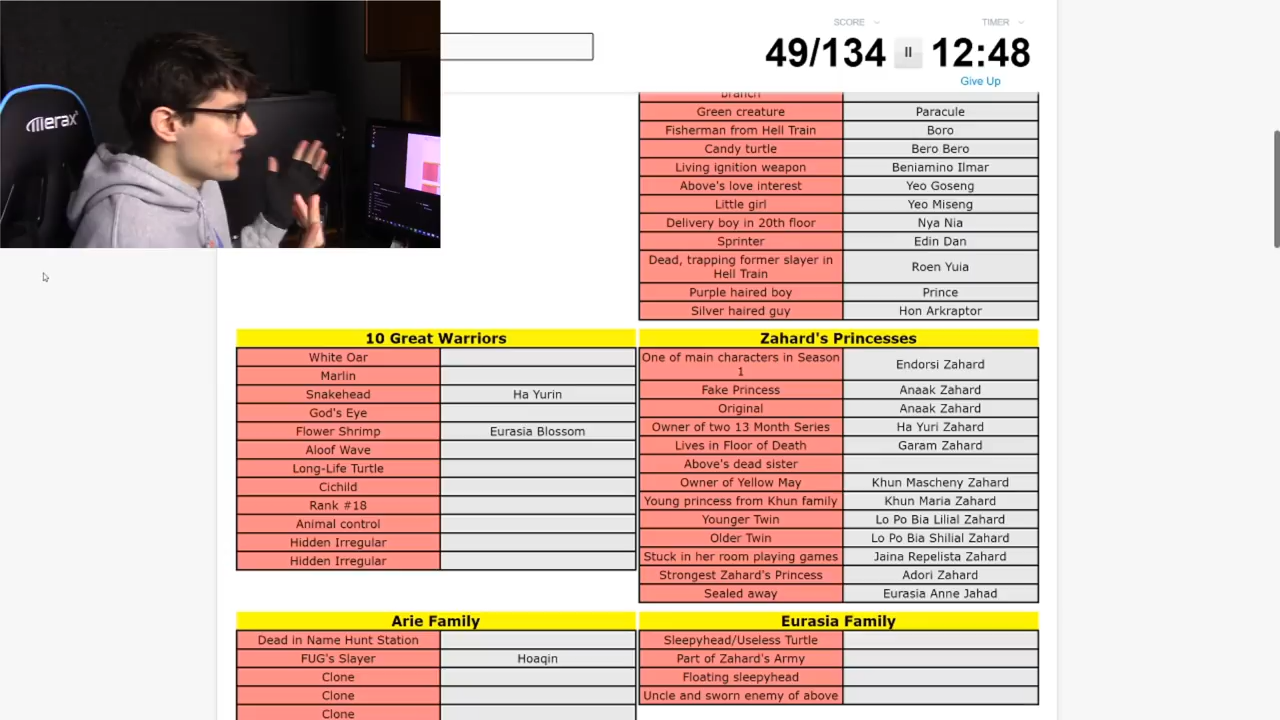 SCORE
TIMER
49/134
12:48
Give Up
merax
branch
Green creature Paracule
Fisherman from Hell Train Boro
Candy turtle Bero Bero
Living ignition weapon Beniamino Ilmar
Above's love interest Yeo Goseng
Little girl Yeo Miseng
Delivery boy in 20th floor Nya Nia
Sprinter Edin Dan
Dead, trapping former slayer in
Hell Train Roen Yuia
Purple haired boy Prince
Silver haired guy Hon Arkraptor
10 Great Warriors
White Oar
Marlin
Snakehead Ha Yurin
God's Eye
Flower Shrimp Eurasia Blossom
Aloof Wave
Long-Life Turtle
Cichild
Rank #18
Animal control
Hidden Irregular
Hidden Irregular
Zahard's Princesses
One of main characters in Season
1 Endorsi Zahard
Fake Princess Anaak Zahard
Original Anaak Zahard
Owner of two 13 Month Series Ha Yuri Zahard
Lives in Floor of Death Garam Zahard
Above's dead sister
Owner of Yellow May Khun Mascheny Zahard
Young princess from Khun family Khun Maria Zahard
Younger Twin Lo Po Bia Lilial Zahard
Older Twin Lo Po Bia Shilial Zahard
Stuck in her room playing games Jaina Repelista Zahard
Strongest Zahard's Princess Adori Zahard
Sealed away Eurasia Anne Jahad
Arie Family
Dead in Name Hunt Station
FUG's Slayer Hoaqin
Clone
Clone
Clone
Eurasia Family
Sleepyhead/Useless Turtle
Part of Zahard's Army
Floating sleepyhead
Uncle and sworn enemy of above